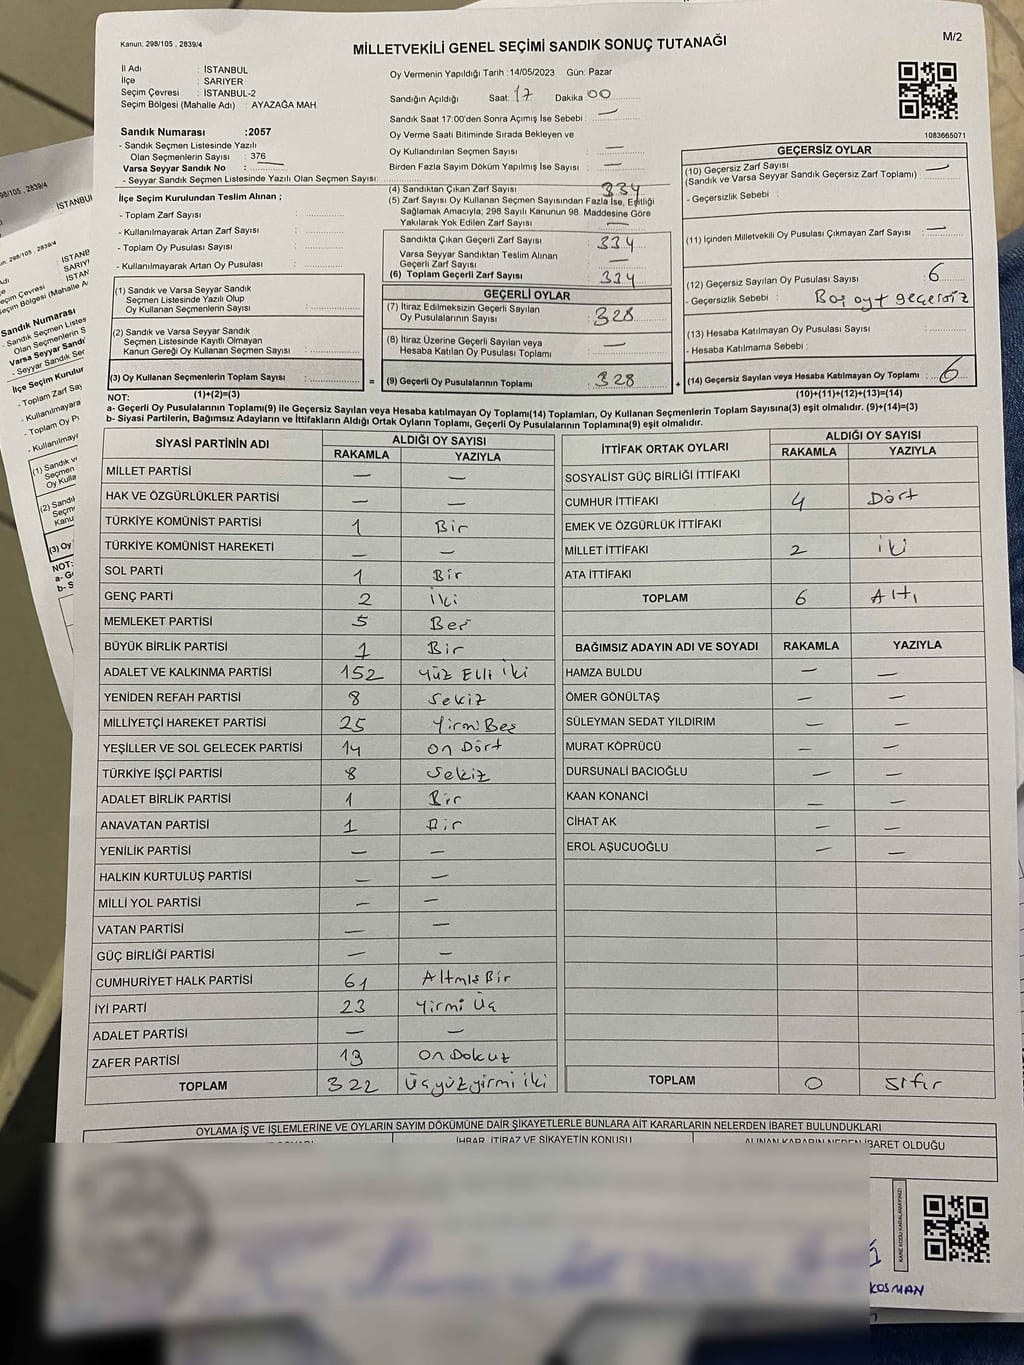 Kanun: 298/105 , 2839/4
MİLLETVEKİLİ GENEL SEÇİMİ SANDIK SONUÇ TUTANAĞI
M/2
İl Adı : İSTANBUL
İlçe : SARIYER
Seçim Çevresi : İSTANBUL-2
Seçim Bölgesi (Mahalle Adı) : AYAZAĞA MAH.
Sandık Numarası :2057
- Sandık Seçmen Listesinde Yazılı
Olan Seçmenlerin Sayısı : 376
Varsa Seyyar Sandık No :
- Seyyar Sandık Seçmen Listesinde Yazılı Olan Seçmen Sayısı:
İlçe Seçim Kurulundan Teslim Alınan ;
- Toplam Zarf Sayısı :
- Kullanılmayarak Artan Zarf Sayısı :
- Toplam Oy Pusulası Sayısı :
- Kullanılmayarak Artan Oy Pusulası :
(1) Sandık ve Varsa Seyyar Sandık
Seçmen Listesinde Yazılı Olup
Oy Kullanan Seçmenlerin Sayısı :
(2) Sandık ve Varsa Seyyar Sandık
Seçmen Listesinde Kayıtlı Olmayan
Kanun Gereği Oy Kullanan Seçmen Sayısı :
(3) Oy Kullanan Seçmenlerin Toplam Sayısı : =
(1)+(2)=(3)
Oy Vermenin Yapıldığı Tarih :14/05/2023 Gün: Pazar
Sandığın Açıldığı Saat: 17 Dakika 00
Sandık Saat 17:00'den Sonra Açımış İse Sebebi : —
Oy Verme Saati Bitiminde Sırada Bekleyen ve
Oy Kullandırılan Seçmen Sayısı : —
Birden Fazla Sayım Döküm Yapılmış İse Sayısı : —
(4) Sandıktan Çıkan Zarf Sayısı : 334
(5) Zarf Sayısı Oy Kullanan Seçmen Sayısından Fazla İse, Eşitliği
Sağlamak Amacıyla; 298 Sayılı Kanunun 98. Maddesine Göre
Yakılarak Yok Edilen Zarf Sayısı : —
Sandıkta Çıkan Geçerli Zarf Sayısı : 334
Varsa Seyyar Sandıktan Teslim Alınan
Geçerli Zarf Sayısı : —
(6) Toplam Geçerli Zarf Sayısı : 334
GEÇERLİ OYLAR
(7) İtiraz Edilmeksizin Geçerli Sayılan
Oy Pusulalarının Sayısı : 328
(8) İtiraz Üzerine Geçerli Sayılan veya
Hesaba Katılan Oy Pusulası Toplamı : —
(9) Geçerli Oy Pusulalarının Toplamı : 328 +
1083665071
GEÇERSİZ OYLAR
(10) Geçersiz Zarf Sayısı
(Sandık ve Varsa Seyyar Sandık Geçersiz Zarf Toplamı) : —
- Geçersizlik Sebebi :
(11) İçinden Milletvekili Oy Pusulası Çıkmayan Zarf Sayısı : —
(12) Geçersiz Sayılan Oy Pusulası Sayısı : 6
- Geçersizlik Sebebi : Boş oyt geçersiz
(13) Hesaba Katılmayan Oy Pusulası Sayısı :
- Hesaba Katılmama Sebebi :
(14) Geçersiz Sayılan veya Hesaba Katılmayan Oy Toplamı : 6
(10)+(11)+(12)+(13)=(14)
NOT:
a- Geçerli Oy Pusulalarının Toplamı(9) ile Geçersiz Sayılan veya Hesaba katılmayan Oy Toplamı(14) Toplamları, Oy Kullanan Seçmenlerin Toplam Sayısına(3) eşit olmalıdır. (9)+(14)=(3)
b- Siyasi Partilerin, Bağımsız Adayların ve İttifakların Aldığı Ortak Oyların Toplamı, Geçerli Oy Pusulalarının Toplamına(9) eşit olmalıdır.
SİYASİ PARTİNİN ADI ALDIĞI OY SAYISI
RAKAMLA YAZIYLA
MİLLET PARTİSİ — —
HAK VE ÖZGÜRLÜKLER PARTİSİ — —
TÜRKİYE KOMÜNİST PARTİSİ 1 Bir
TÜRKİYE KOMÜNİST HAREKETİ — —
SOL PARTİ 1 Bir
GENÇ PARTİ 2 İki
MEMLEKET PARTİSİ 5 Beş
BÜYÜK BİRLİK PARTİSİ 1 Bir
ADALET VE KALKINMA PARTİSİ 152 Yüz Elli İki
YENİDEN REFAH PARTİSİ 8 Sekiz
MİLLİYETÇİ HAREKET PARTİSİ 25 Yirmi Beş
YEŞİLLER VE SOL GELECEK PARTİSİ 14 On Dört
TÜRKİYE İŞÇİ PARTİSİ 8 Sekiz
ADALET BİRLİK PARTİSİ 1 Bir
ANAVATAN PARTİSİ 1 Bir
YENİLİK PARTİSİ — —
HALKIN KURTULUŞ PARTİSİ — —
MİLLİ YOL PARTİSİ — —
VATAN PARTİSİ — —
GÜÇ BİRLİĞİ PARTİSİ — —
CUMHURİYET HALK PARTİSİ 61 Altmış Bir
İYİ PARTİ 23 Yirmi Üç
ADALET PARTİSİ — —
ZAFER PARTİSİ 19 On Dokuz
TOPLAM 322 Üçyüzyirmi iki
İTTİFAK ORTAK OYLARI ALDIĞI OY SAYISI
RAKAMLA YAZIYLA
SOSYALİST GÜÇ BİRLİĞİ İTTİFAKI
CUMHUR İTTİFAKI 4 Dört
EMEK VE ÖZGÜRLÜK İTTİFAKI
MİLLET İTTİFAKI 2 İki
ATA İTTİFAKI
TOPLAM 6 Altı
BAĞIMSIZ ADAYIN ADI VE SOYADI RAKAMLA YAZIYLA
HAMZA BULDU — —
ÖMER GÖNÜLTAŞ — —
SÜLEYMAN SEDAT YILDIRIM — —
MURAT KÖPRÜCÜ — —
DURSUNALİ BACIOĞLU — —
KAAN KONANCİ — —
CİHAT AK — —
EROL AŞUCUOĞLU — —
TOPLAM 0 Sıfır
OYLAMA İŞ VE İŞLEMLERİNE VE OYLARIN SAYIM DÖKÜMÜNE DAİR ŞİKAYETLERLE BUNLARA AİT KARARLARIN NELERDEN İBARET BULUNDUKLARI
İHBAR, İTİRAZ VE ŞİKAYETİN KONUSU ALINAN KARARIN NEDEN İBARET OLDUĞU
KOSMAN